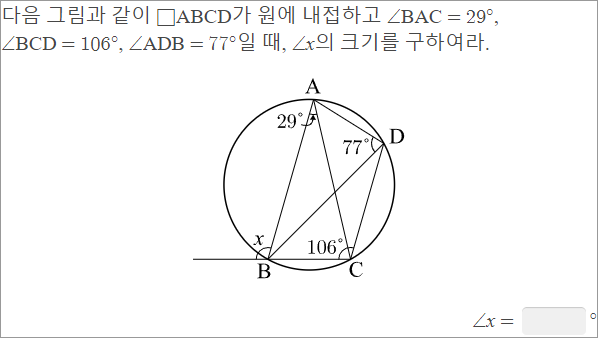 다음 그림과 같이 □ABCD가 원에 내접하고 ∠BAC = 29°,
∠BCD = 106°, ∠ADB = 77°일 때, ∠x의 크기를 구하여라.
A
29°
77°
D
x
106°
B
C
∠x = °